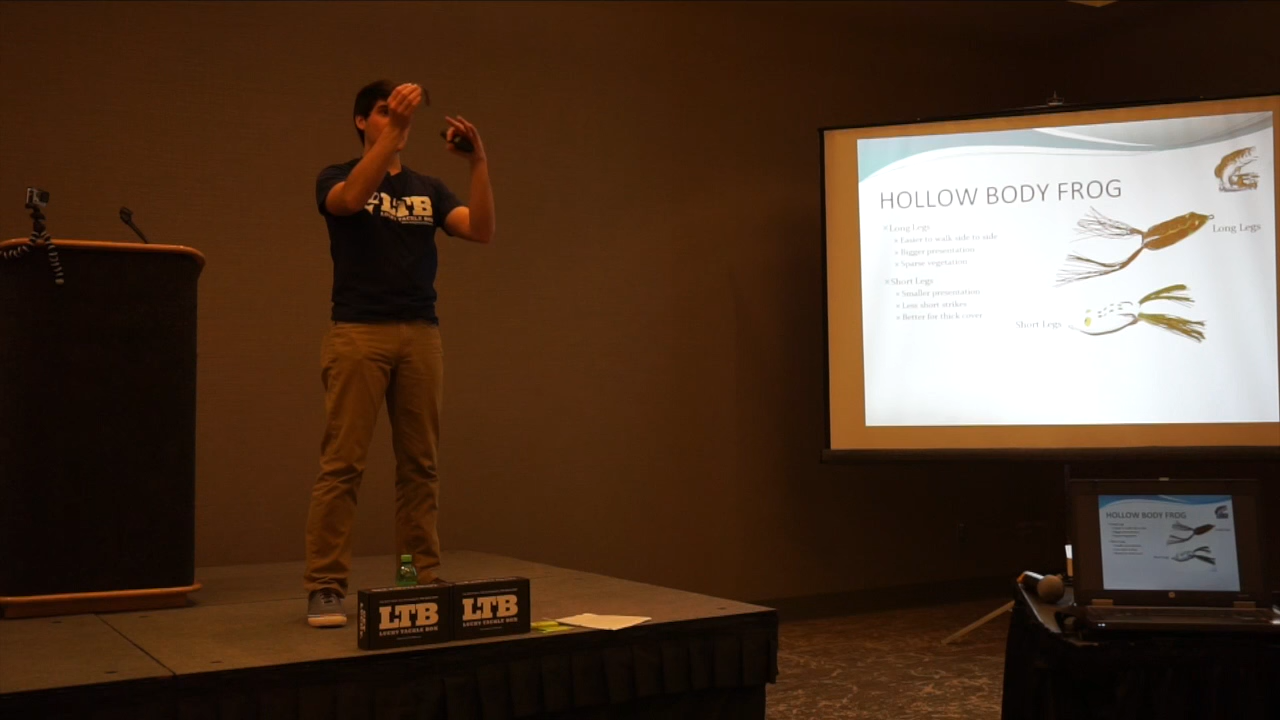 LTB
LUCKY TACKLE BOX
HOLLOW BODY FROG
Long Legs
Easier to walk side to side
Bigger presentation
Sparse vegetation
Short Legs
Smaller presentation
Less short strikes
Better for thick cover
Long Legs
Short Legs
LTB
LUCKY TACKLE BOX
LTB
LUCKY TACKLE BOX
HOLLOW BODY FROG